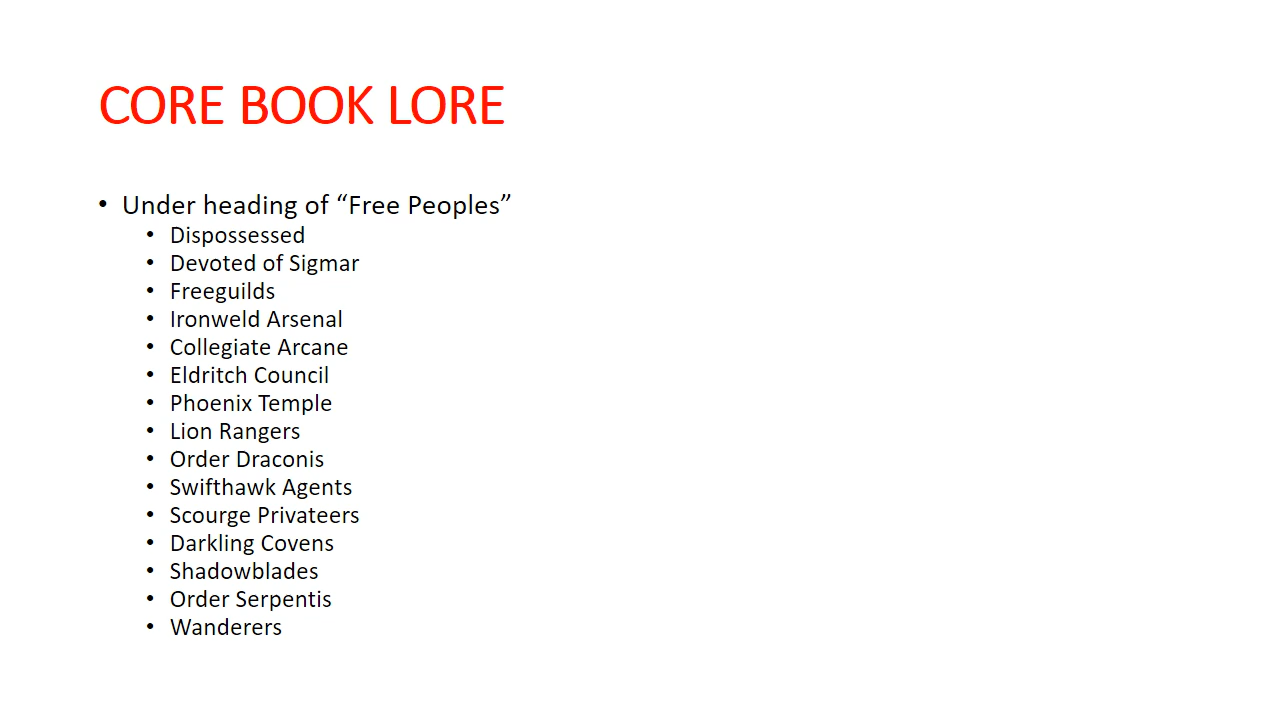 CORE BOOK LORE
• Under heading of “Free Peoples”
• Dispossessed
• Devoted of Sigmar
• Freeguilds
• Ironweld Arsenal
• Collegiate Arcane
• Eldritch Council
• Phoenix Temple
• Lion Rangers
• Order Draconis
• Swifthawk Agents
• Scourge Privateers
• Darkling Covens
• Shadowblades
• Order Serpentis
• Wanderers